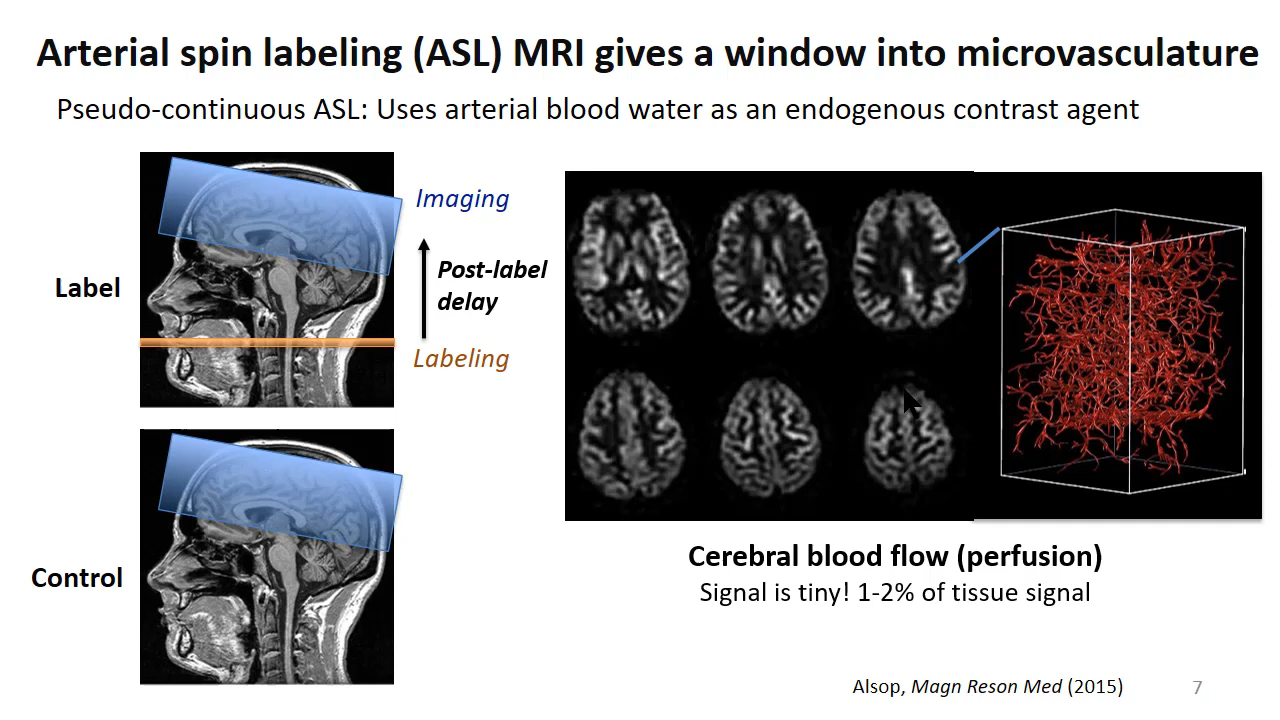 Arterial spin labeling (ASL) MRI gives a window into microvasculature
Pseudo-continuous ASL: Uses arterial blood water as an endogenous contrast agent
Label
Imaging
Post-label
delay
Labeling
Control
Cerebral blood flow (perfusion)
Signal is tiny! 1-2% of tissue signal
Alsop, Magn Reson Med (2015)
7